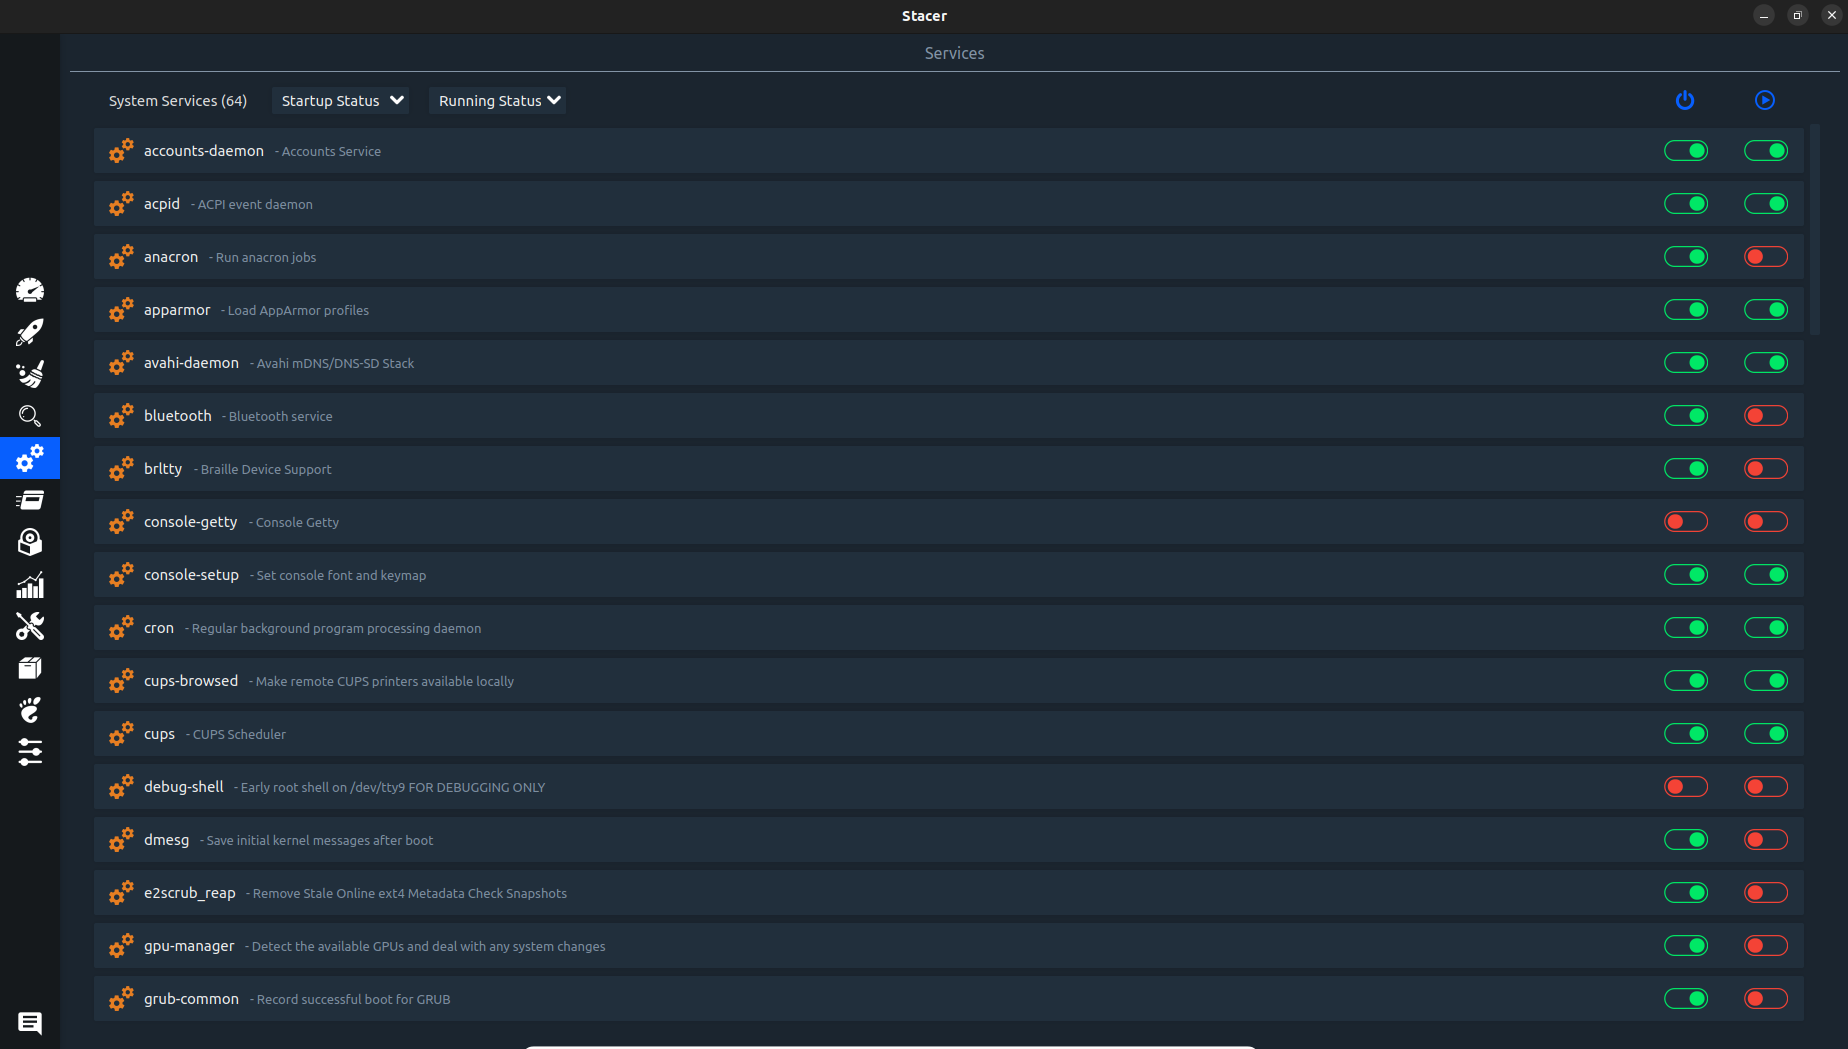 Stacer
Services
System Services (64) Startup Status Running Status
accounts-daemon - Accounts Service
acpid - ACPI event daemon
anacron - Run anacron jobs
apparmor - Load AppArmor profiles
avahi-daemon - Avahi mDNS/DNS-SD Stack
bluetooth - Bluetooth service
brltty - Braille Device Support
console-getty - Console Getty
console-setup - Set console font and keymap
cron - Regular background program processing daemon
cups-browsed - Make remote CUPS printers available locally
cups - CUPS Scheduler
debug-shell - Early root shell on /dev/tty9 FOR DEBUGGING ONLY
dmesg - Save initial kernel messages after boot
e2scrub_reap - Remove Stale Online ext4 Metadata Check Snapshots
gpu-manager - Detect the available GPUs and deal with any system changes
grub-common - Record successful boot for GRUB